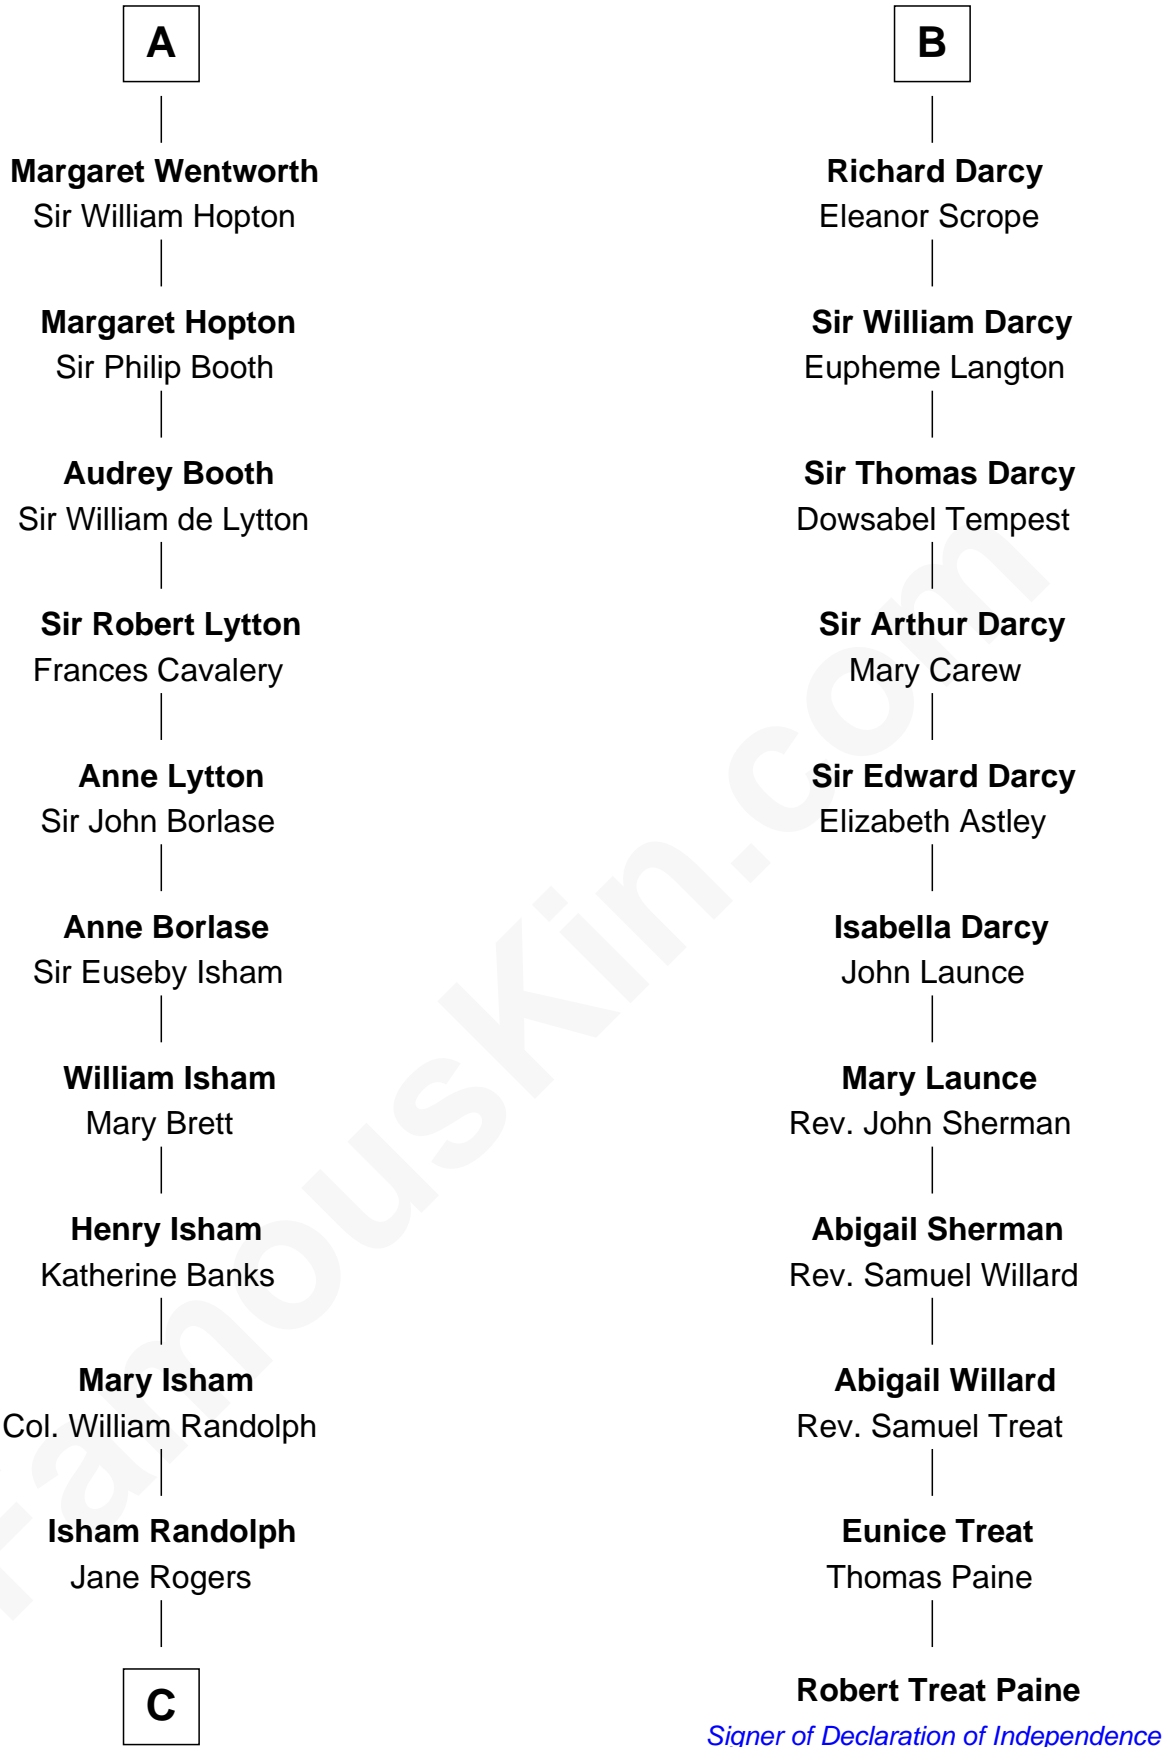 A
Margaret Wentworth
Sir William Hopton
Margaret Hopton
Sir Philip Booth
Audrey Booth
Sir William de Lytton
Sir Robert Lytton
Frances Cavalery
Anne Lytton
Sir John Borlase
Anne Borlase
Sir Euseby Isham
William Isham
Mary Brett
Henry Isham
Katherine Banks
Mary Isham
Col. William Randolph
Isham Randolph
Jane Rogers
C
B
Richard Darcy
Eleanor Scrope
Sir William Darcy
Eupheme Langton
Sir Thomas Darcy
Dowsabel Tempest
Sir Arthur Darcy
Mary Carew
Sir Edward Darcy
Elizabeth Astley
Isabella Darcy
John Launce
Mary Launce
Rev. John Sherman
Abigail Sherman
Rev. Samuel Willard
Abigail Willard
Rev. Samuel Treat
Eunice Treat
Thomas Paine
Robert Treat Paine
Signer of Declaration of Independence
FamousKin.com